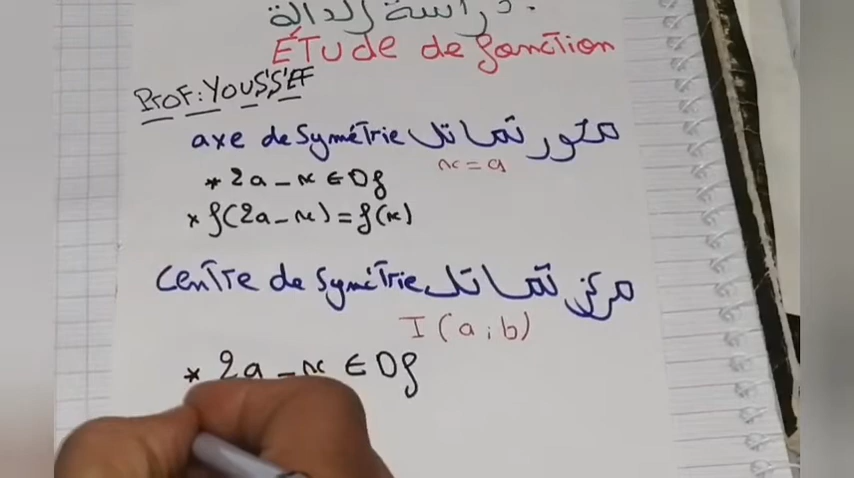 دراسة الدالة.
ÉTude de fonction
Prof: YOUSSEF
axe de Symétrie محور تماثل
x = a
* 2a - x ∈ Df
* f(2a - x) = f(x)
Centre de Symétrie مركز تماثل
I (a ; b)
* 2a - x ∈ Df